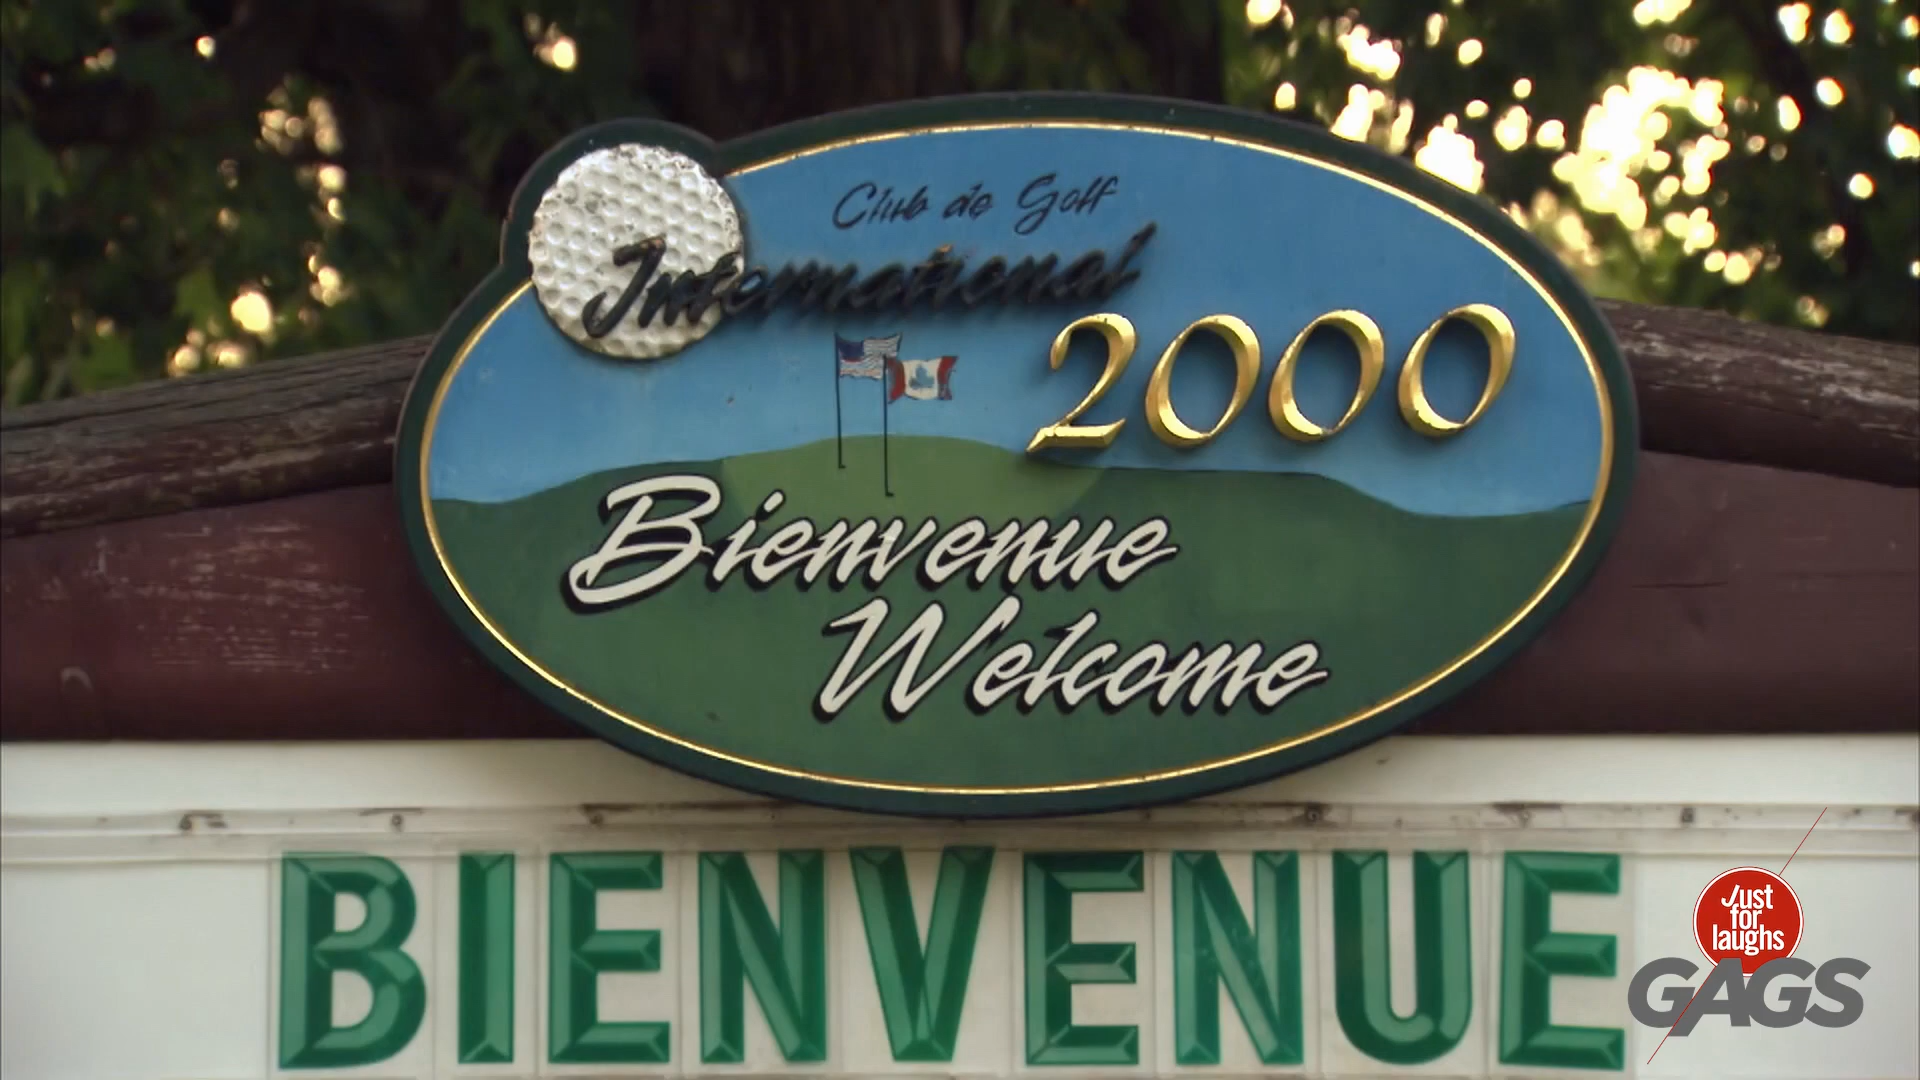 Club de Golf
International
2000
Bienvenue
Welcome
BIENVENUE
Just
for
laughs
GAGS